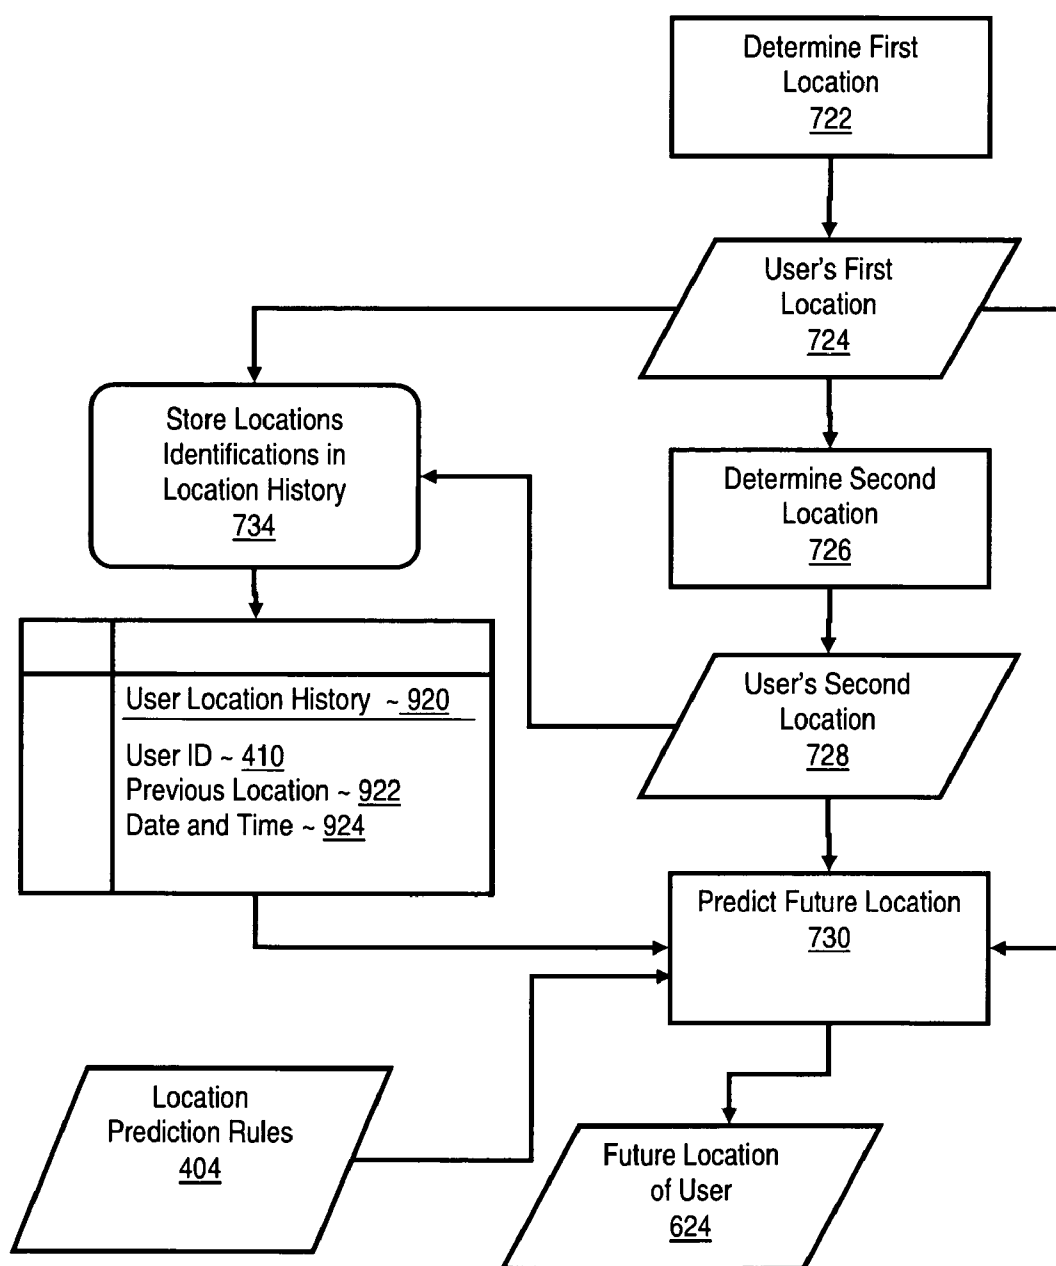 Determine First
Location
722
User's First
Location
724
Store Locations
Identifications in
Location History
734
Determine Second
Location
726
User Location History ~ 920
User ID ~ 410
Previous Location ~ 922
Date and Time ~ 924
User's Second
Location
728
Predict Future Location
730
Location
Prediction Rules
404
Future Location
of User
624